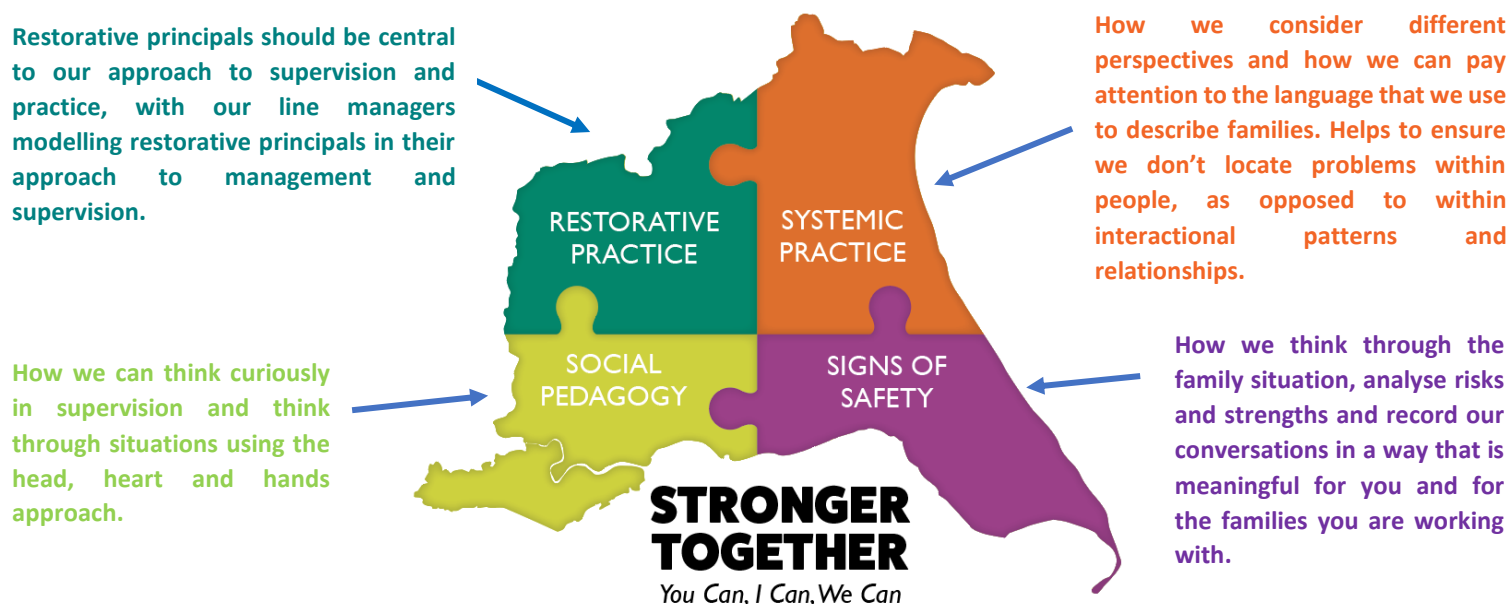 Restorative principals should be central
to our approach to supervision and
practice, with our line managers
modelling restorative principals in their
approach to management and
supervision.
How we consider different
perspectives and how we can pay
attention to the language that we use
to describe families. Helps to ensure
we don’t locate problems within
people, as opposed to within
interactional patterns and
relationships.
RESTORATIVE
PRACTICE
SYSTEMIC
PRACTICE
How we can think curiously
in supervision and think
through situations using the
head, heart and hands
approach.
SOCIAL
PEDAGOGY
SIGNS OF
SAFETY
How we think through the
family situation, analyse risks
and strengths and record our
conversations in a way that is
meaningful for you and for
the families you are working
with.
STRONGER
TOGETHER
You Can, I Can, We Can